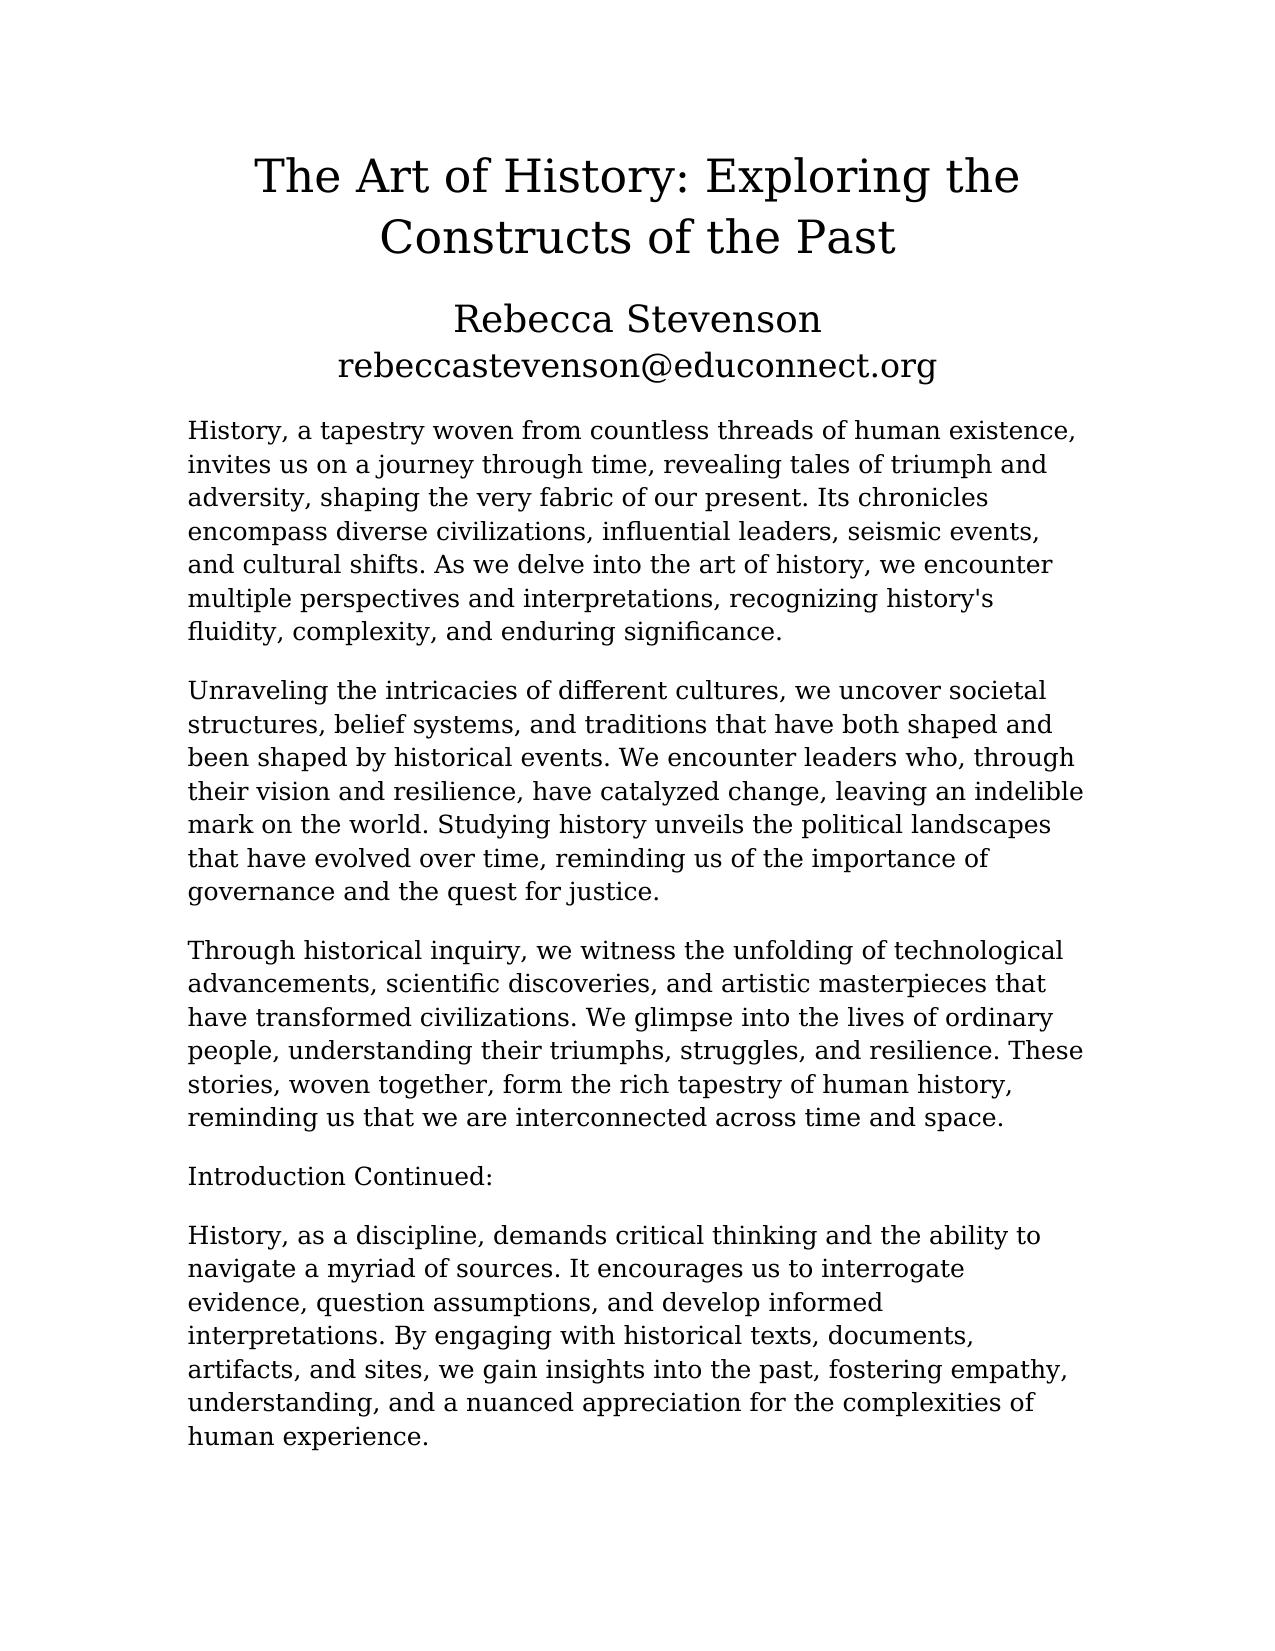 The Art of History: Exploring the
Constructs of the Past
Rebecca Stevenson
rebeccastevenson@educonnect.org
History, a tapestry woven from countless threads of human existence,
invites us on a journey through time, revealing tales of triumph and
adversity, shaping the very fabric of our present. Its chronicles
encompass diverse civilizations, influential leaders, seismic events,
and cultural shifts. As we delve into the art of history, we encounter
multiple perspectives and interpretations, recognizing history's
fluidity, complexity, and enduring significance.
Unraveling the intricacies of different cultures, we uncover societal
structures, belief systems, and traditions that have both shaped and
been shaped by historical events. We encounter leaders who, through
their vision and resilience, have catalyzed change, leaving an indelible
mark on the world. Studying history unveils the political landscapes
that have evolved over time, reminding us of the importance of
governance and the quest for justice.
Through historical inquiry, we witness the unfolding of technological
advancements, scientific discoveries, and artistic masterpieces that
have transformed civilizations. We glimpse into the lives of ordinary
people, understanding their triumphs, struggles, and resilience. These
stories, woven together, form the rich tapestry of human history,
reminding us that we are interconnected across time and space.
Introduction Continued:
History, as a discipline, demands critical thinking and the ability to
navigate a myriad of sources. It encourages us to interrogate
evidence, question assumptions, and develop informed
interpretations. By engaging with historical texts, documents,
artifacts, and sites, we gain insights into the past, fostering empathy,
understanding, and a nuanced appreciation for the complexities of
human experience.